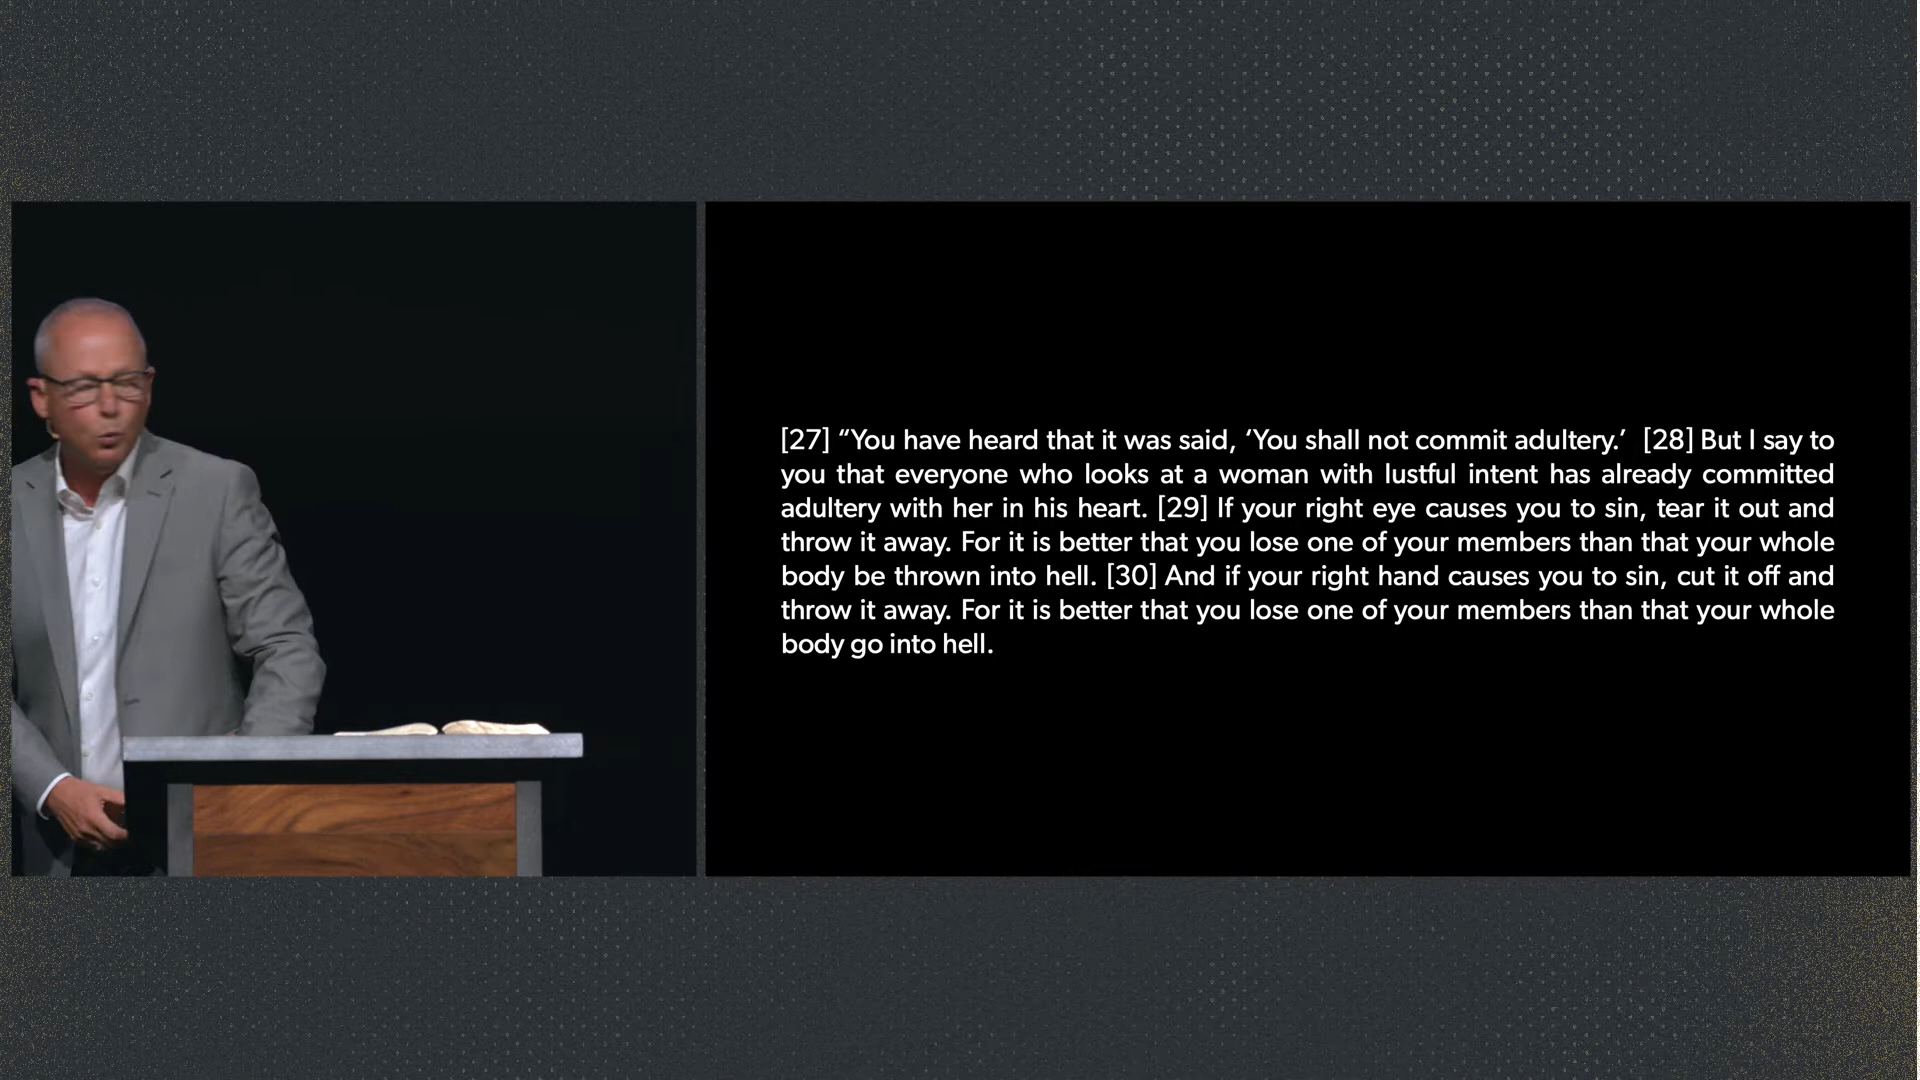 [27] “You have heard that it was said, ‘You shall not commit adultery.’ [28] But I say to
you that everyone who looks at a woman with lustful intent has already committed
adultery with her in his heart. [29] If your right eye causes you to sin, tear it out and
throw it away. For it is better that you lose one of your members than that your whole
body be thrown into hell. [30] And if your right hand causes you to sin, cut it off and
throw it away. For it is better that you lose one of your members than that your whole
body go into hell.